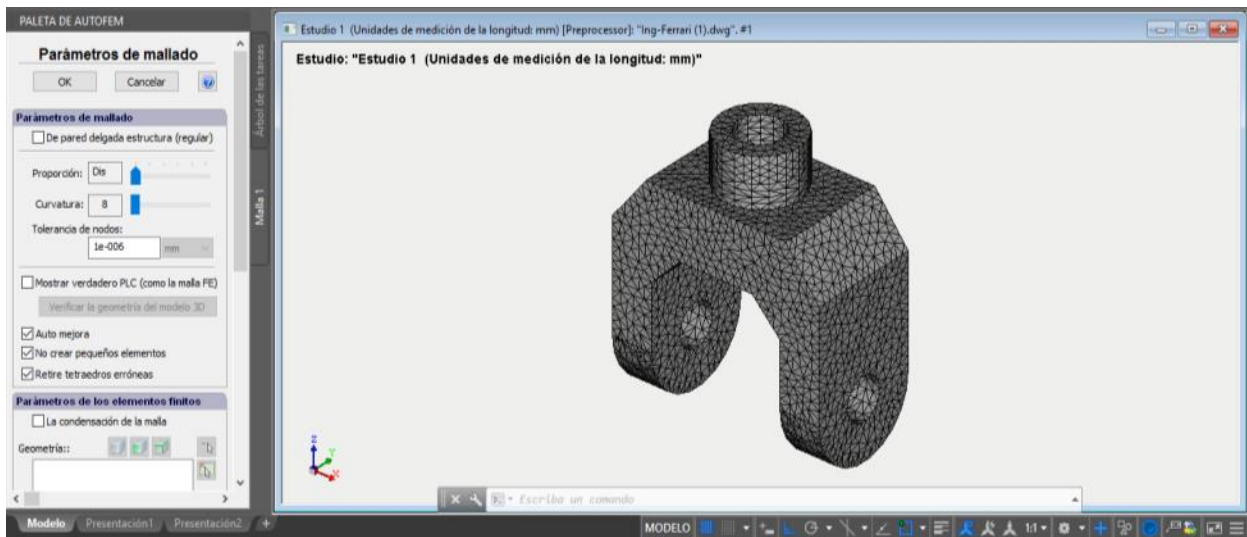 PALETA DE AUTOFEM
Parámetros de mallado
OK Cancelar
Parámetros de mallado
De pared delgada estructura (regular)
Proporción: Dis
Curvatura: 8
Tolerancia de nodos:
1e-006 mm
Mostrar verdadero PLC (como la malla FE)
Verificar la geometría del modelo 3D
Auto mejora
No crear pequeños elementos
Retire tetraedros erróneas
Parámetros de los elementos finitos
La condensación de la malla
Geometría::
Árbol de las tareas
Malla 1
Estudio 1 (Unidades de medición de la longitud: mm) [Preprocessor]: "Ing-Ferrari (1).dwg". #1
Estudio: "Estudio 1 (Unidades de medición de la longitud: mm)"
Z
Y
X
Escriba un comando
Modelo Presentación1 Presentación2 +
MODELO 1:1